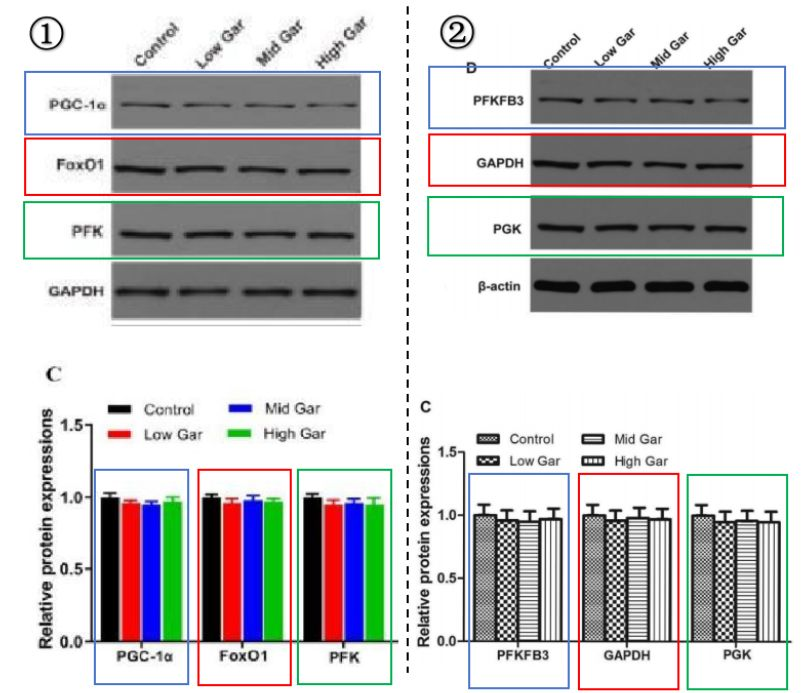 ①
Control Low Gar Mid Gar High Gar
PGC-1α
FoxO1
PFK
GAPDH
C
Control Mid Gar
Low Gar High Gar
Relative protein expressions
1.5
1.0
0.5
0.0
PGC-1α FoxO1 PFK
②
Control Low Gar Mid Gar High Gar
PFKFB3
GAPDH
PGK
β-actin
C
Control Mid Gar
Low Gar High Gar
Relative protein expressions
1.5
1.0
0.5
0.0
PFKFB3 GAPDH PGK